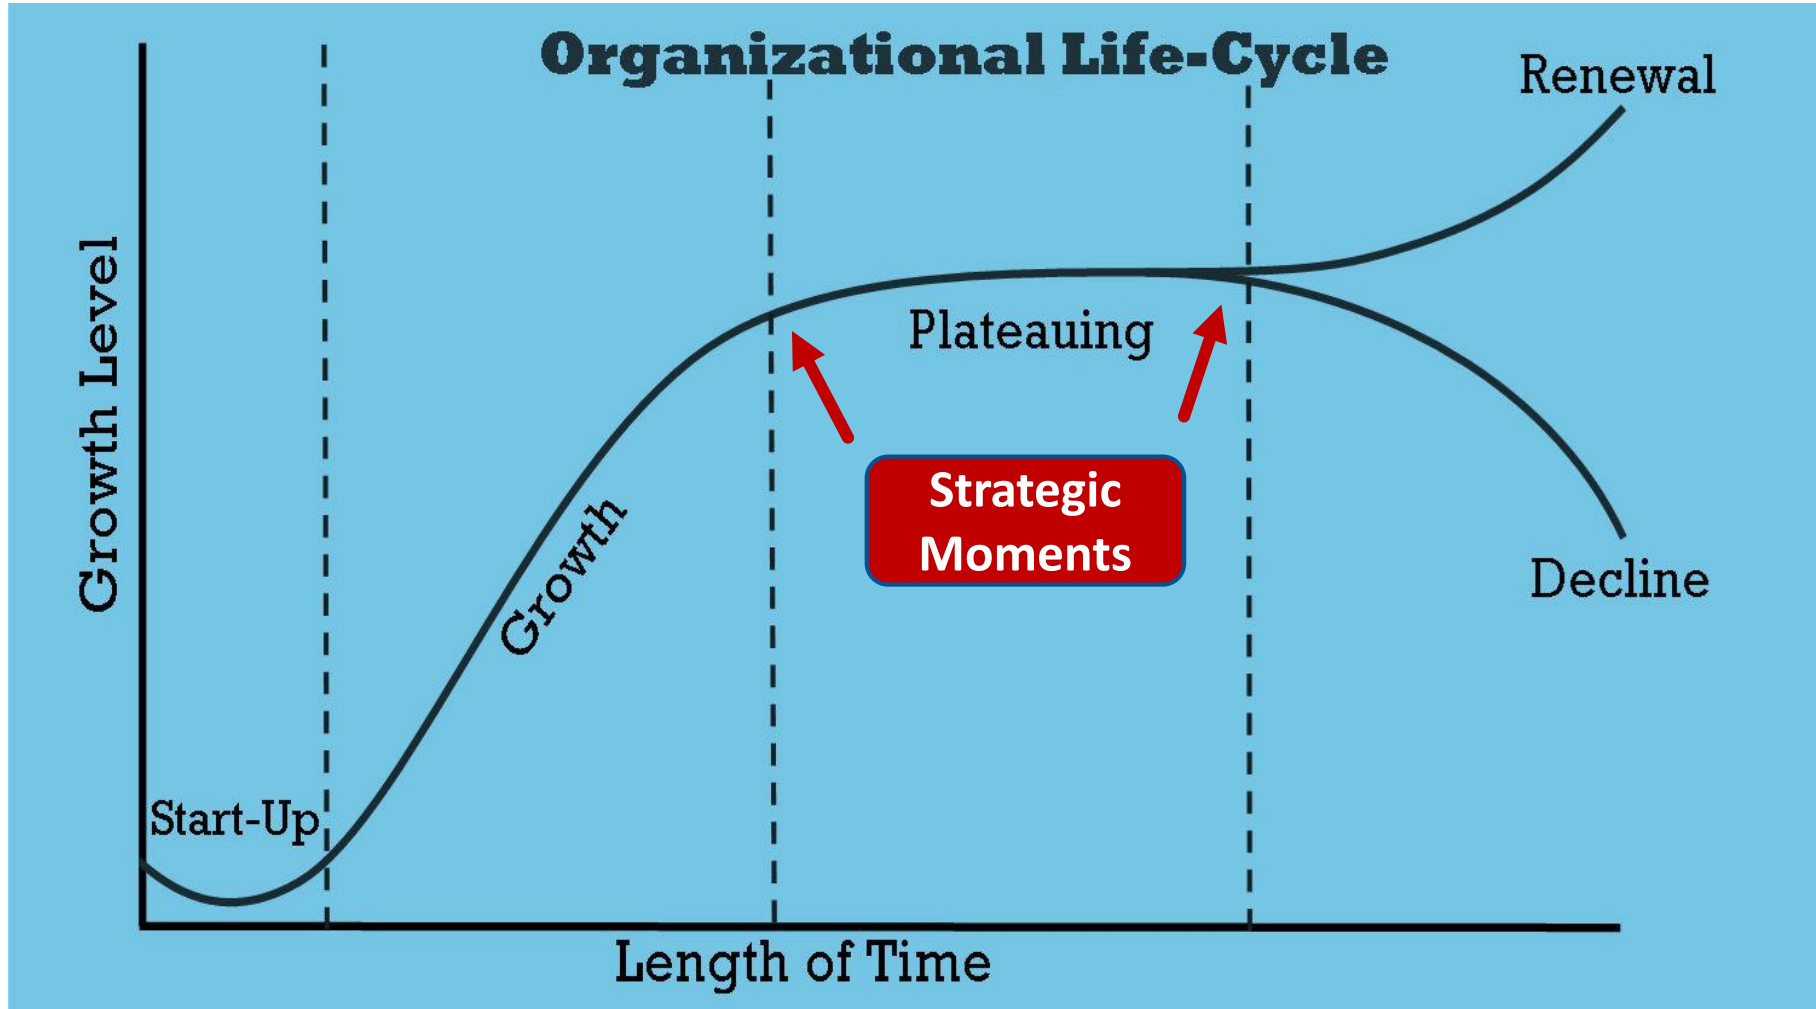 Organizational Life-Cycle
Renewal
Growth Level
Plateauing
Strategic
Moments
Growth
Decline
Start-Up
Length of Time